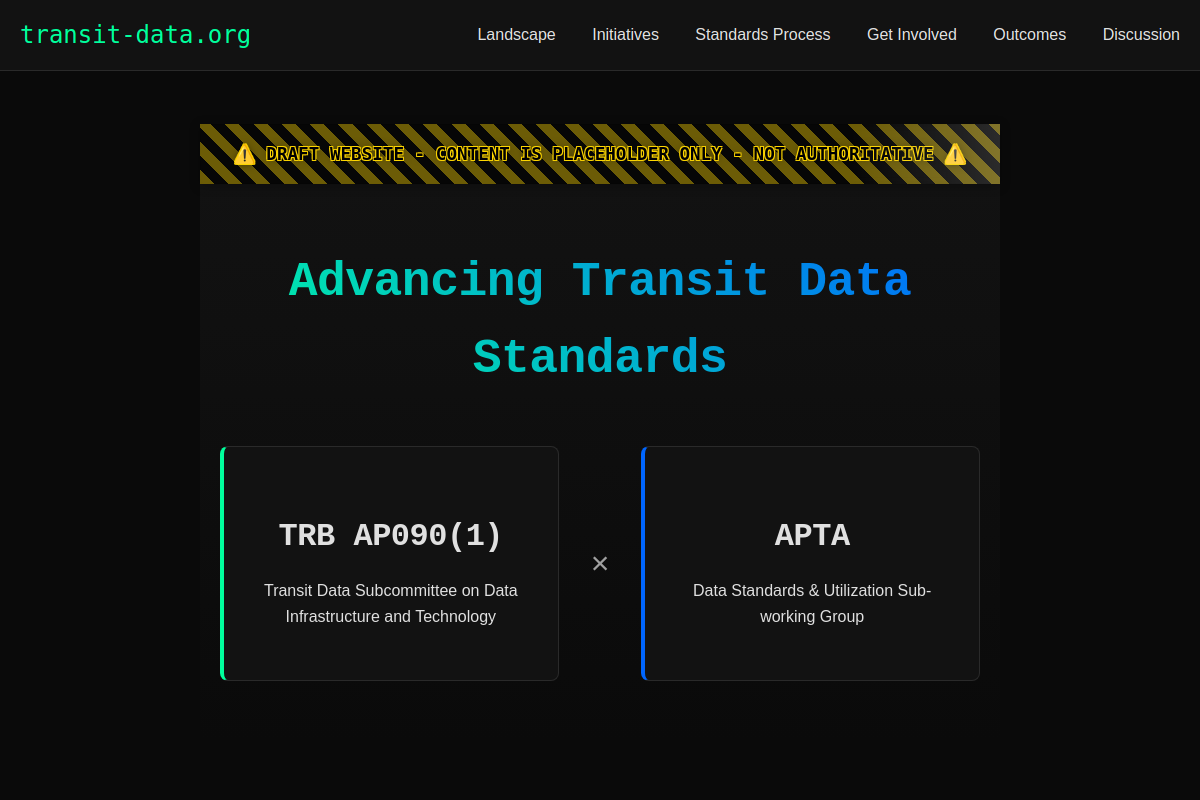 transit-data.org
Landscape Initiatives Standards Process Get Involved Outcomes Discussion
⚠️ DRAFT WEBSITE - CONTENT IS PLACEHOLDER ONLY - NOT AUTHORITATIVE ⚠️
Advancing Transit Data
Standards
TRB AP090(1)
Transit Data Subcommittee on Data
Infrastructure and Technology
×
APTA
Data Standards & Utilization Sub-
working Group